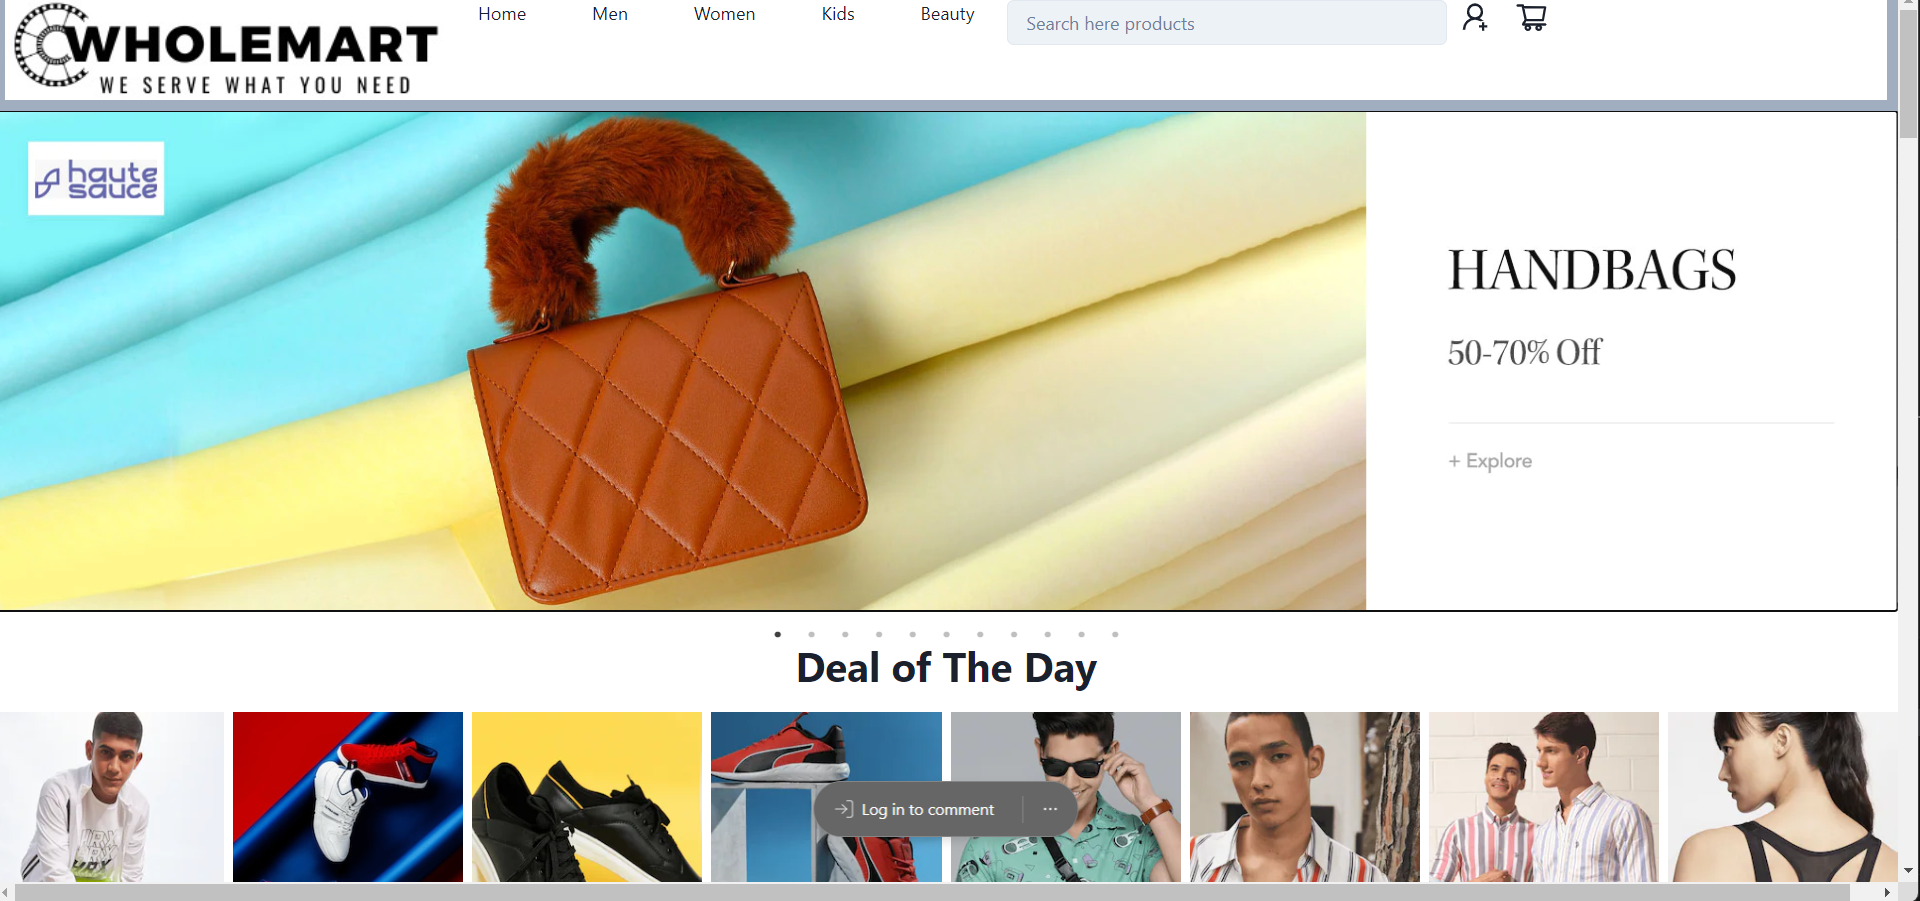 WHOLEMART
WE SERVE WHAT YOU NEED
Home
Men
Women
Kids
Beauty
Search here products
haute
sauce
HANDBAGS
50-70% Off
+ Explore
Deal of The Day
Log in to comment